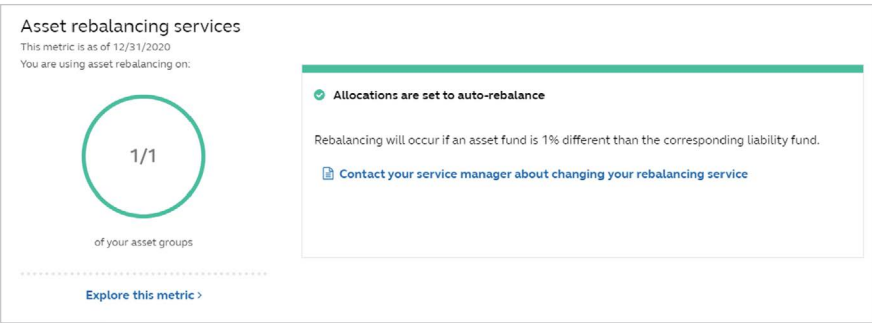 Asset rebalancing services
This metric is as of 12/31/2020
You are using asset rebalancing on:
1/1
of your asset groups
Explore this metric >
Allocations are set to auto-rebalance
Rebalancing will occur if an asset fund is 1% different than the corresponding liability fund.
Contact your service manager about changing your rebalancing service